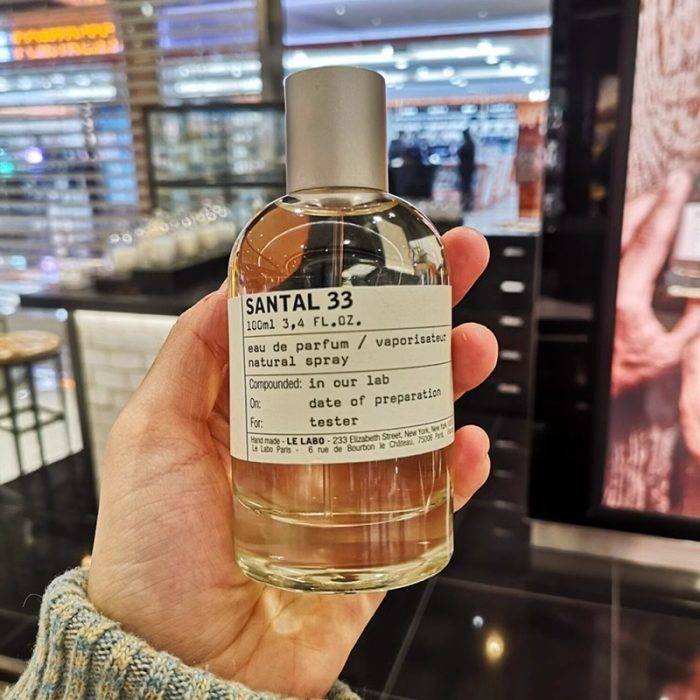 SANTAL 33
100ml 3,4 FL.OZ.
eau de parfum / vaporisateur
natural spray
Compounded: in our lab
On: date of preparation
For: tester
Hand made - LE LABO - 233 Elizabeth Street, New York, New York
Le Labo Paris - 6 rue de Bourbon le Château, 75006 Paris,